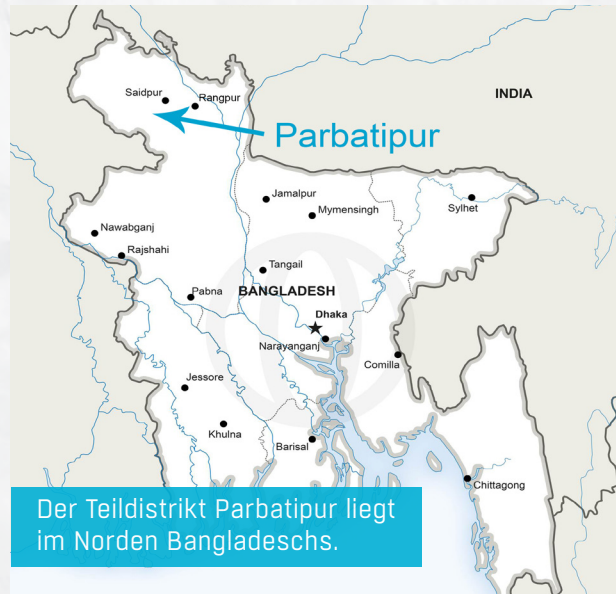 INDIA
Saidpur
Rangpur
Parbatipur
Jamalpur
Mymensingh
Sylhet
Nawabganj
Rajshahi
Tangail
Pabna
BANGLADESH
Dhaka
Narayanganj
Comilla
Jessore
Khulna
Barisal
Chittagong
Der Teildistrikt Parbatipur liegt
im Norden Bangladeschs.